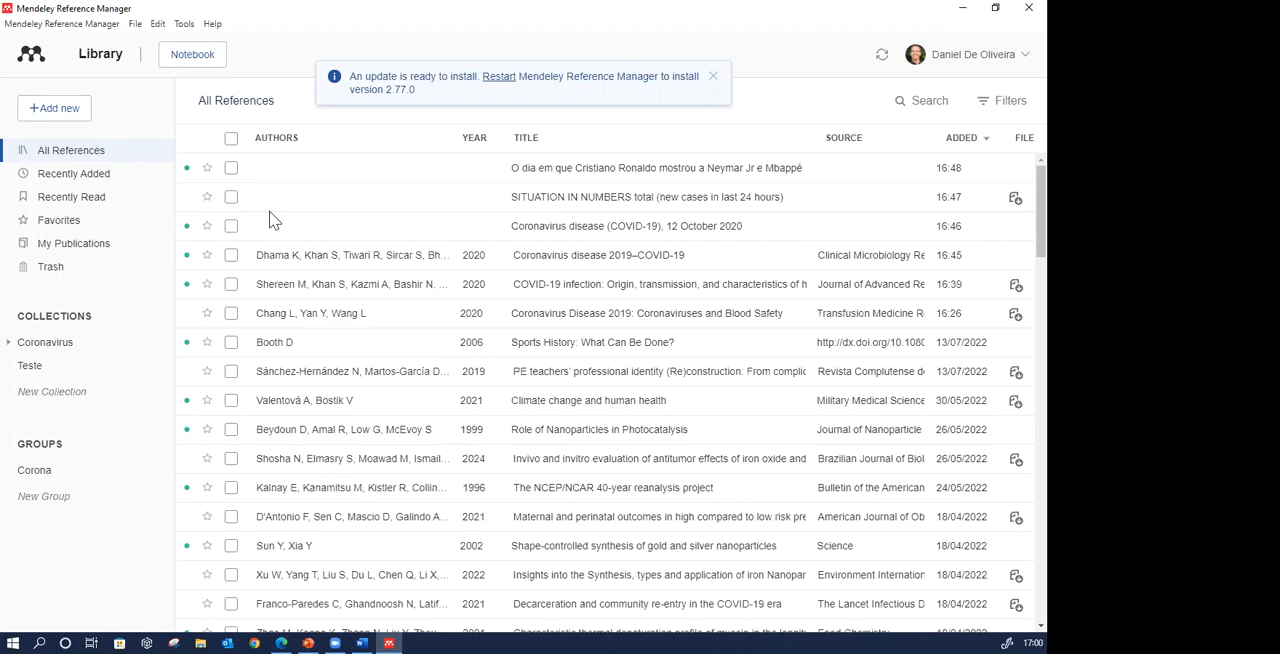 Mendeley Reference Manager
Mendeley Reference Manager File Edit Tools Help
Library | Notebook
Daniel De Oliveira
An update is ready to install. Restart Mendeley Reference Manager to install
version 2.77.0
+Add new
All References
Search
Filters
All References
Recently Added
Recently Read
Favorites
My Publications
Trash
COLLECTIONS
Coronavirus
Teste
New Collection
GROUPS
Corona
New Group
AUTHORS YEAR TITLE SOURCE ADDED FILE
O dia em que Cristiano Ronaldo mostrou a Neymar Jr e Mbappé 16:48
SITUATION IN NUMBERS total (new cases in last 24 hours) 16:47
Coronavirus disease (COVID-19), 12 October 2020 16:46
Dhama K, Khan S, Tiwari R, Sircar S, Bh... 2020 Coronavirus disease 2019–COVID-19 Clinical Microbiology Re 16:45
Shereen M, Khan S, Kazmi A, Bashir N, ... 2020 COVID-19 infection: Origin, transmission, and characteristics of h Journal of Advanced Re 16:39
Chang L, Yan Y, Wang L 2020 Coronavirus Disease 2019: Coronaviruses and Blood Safety Transfusion Medicine R 16:26
Booth D 2006 Sports History: What Can Be Done? http://dx.doi.org/10.1080 13/07/2022
Sánchez-Hernández N, Martos-García D... 2019 PE teachers' professional identity (Re)construction: From complic Revista Complutense d 13/07/2022
Valentová A, Bostik V 2021 Climate change and human health Military Medical Science 30/05/2022
Beydoun D, Amal R, Low G, McEvoy S 1999 Role of Nanoparticles in Photocatalysis Journal of Nanoparticle 26/05/2022
Shosha N, Elmasry S, Moawad M, Ismail... 2024 Invivo and invitro evaluation of antitumor effects of iron oxide and Brazilian Journal of Biol 26/05/2022
Kalnay E, Kanamitsu M, Kistler R, Collin... 1996 The NCEP/NCAR 40-year reanalysis project Bulletin of the American 24/05/2022
D'Antonio F, Sen C, Mascio D, Galindo A... 2021 Maternal and perinatal outcomes in high compared to low risk pre American Journal of Ob 18/04/2022
Sun Y, Xia Y 2002 Shape-controlled synthesis of gold and silver nanoparticles Science 18/04/2022
Xu W, Yang T, Liu S, Du L, Chen Q, Li X,... 2022 Insights into the Synthesis, types and application of iron Nanopar Environment Internation 18/04/2022
Franco-Paredes C, Ghandnoosh N, Latif... 2021 Decarceration and community re-entry in the COVID-19 era The Lancet Infectious D 18/04/2022
17:00